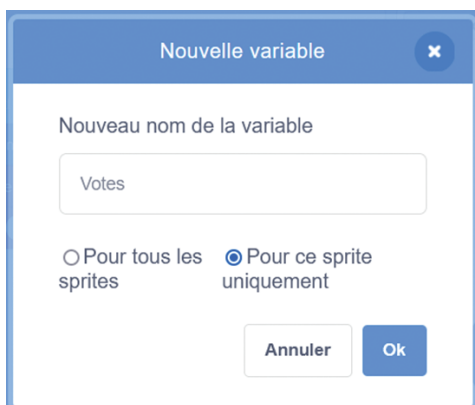 Nouvelle variable
Nouveau nom de la variable
Votes
Pour tous les
sprites
Pour ce sprite
uniquement
Annuler
Ok